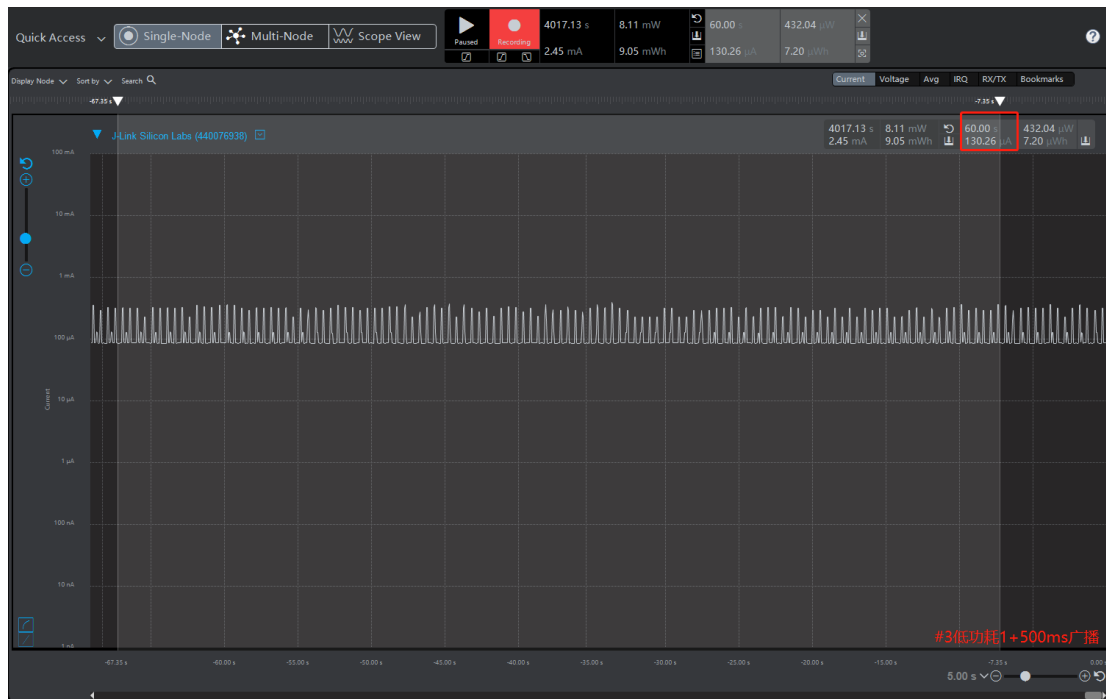 Quick Access Single-Node Multi-Node Scope View
Paused
Recording
4017.13 s 8.11 mW
2.45 mA 9.05 mWh
60.00 s 432.04 µW
130.26 µA 7.20 µWh
Display Node Sort by Search
Current Voltage Avg IRQ RX/TX Bookmarks
-67.35 s -7.35 s
J-Link Silicon Labs (440076938)
4017.13 s 8.11 mW 60.00 s 432.04 µW
2.45 mA 9.05 mWh 130.26 µA 7.20 µWh
100 mA
10 mA
1 mA
100 µA
10 µA
1 µA
100 nA
10 nA
1 nA
Current
#3低功耗1+500ms广播
-67.35 s -60.00 s -55.00 s -50.00 s -45.00 s -40.00 s -35.00 s -30.00 s -25.00 s -20.00 s -15.00 s -7.35 s 0.00
5.00 s